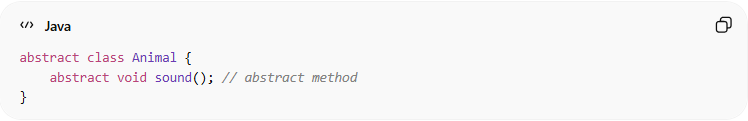 Java
abstract class Animal {
    abstract void sound(); // abstract method
}